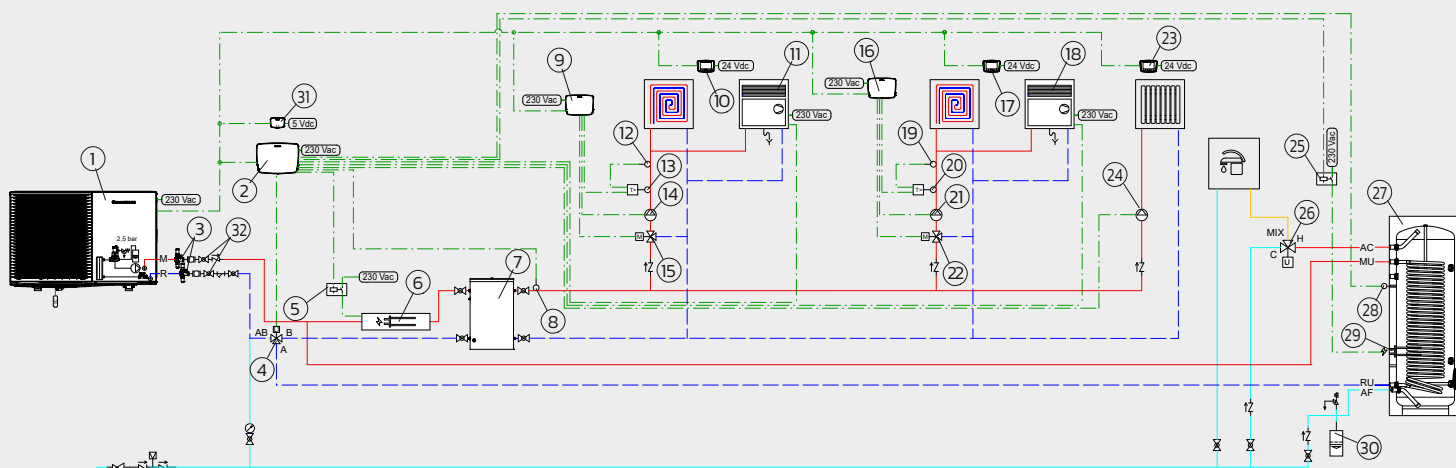 23
16
11
18
24 Vdc
24 Vdc
24 Vdc
9
10
17
31
230 Vac
230 Vac
230 Vac
230 Vac
5 Vdc
12
19
230 Vac
25
230 Vac
1
2
13
20
T>
T>
230 Vac
3
32
14
21
24
26
27
2,5 bar
MIX
H
C
U
M
M
M
AC
R
15
22
MU
230 Vac
7
5
6
8
28
AB
B
A
4
29
RU
AF
30